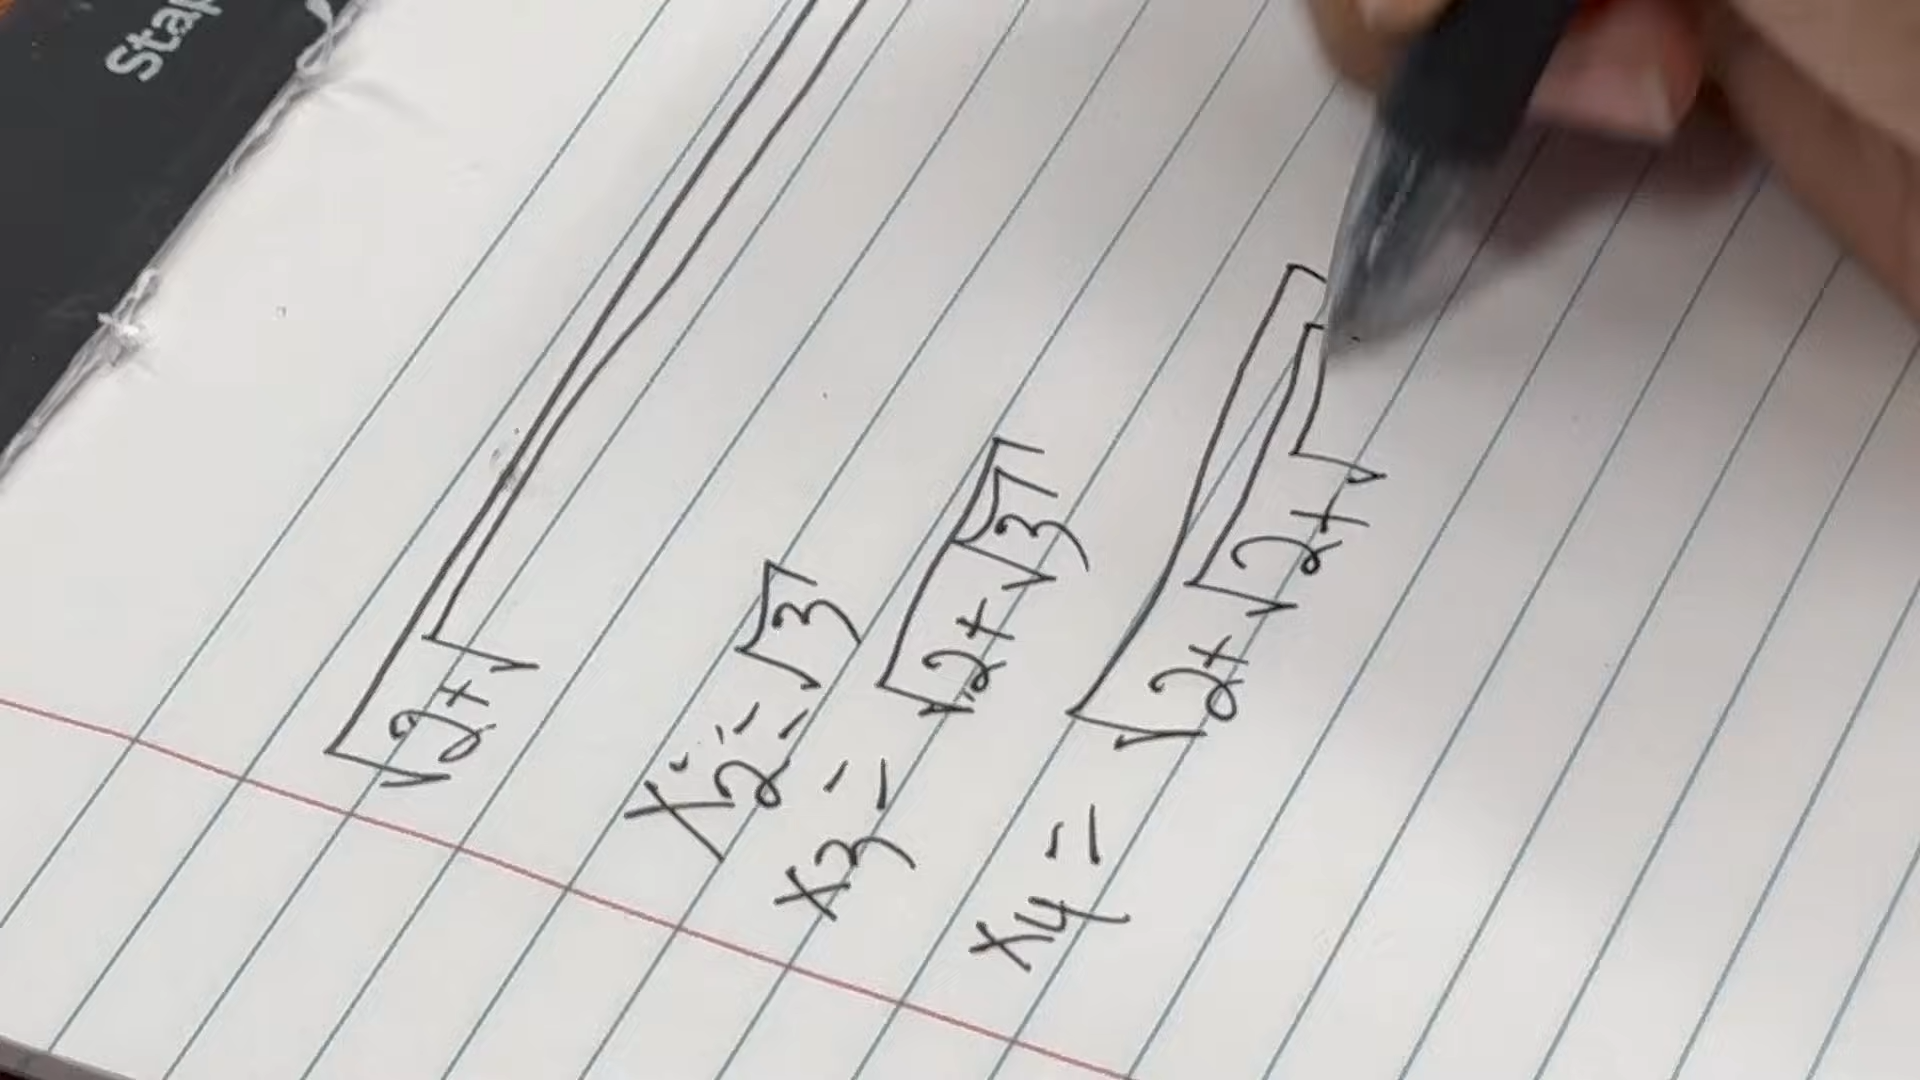 Stap
√2+√
x2 = √3
x3 = √2+√3
x4 = √2+√2+√